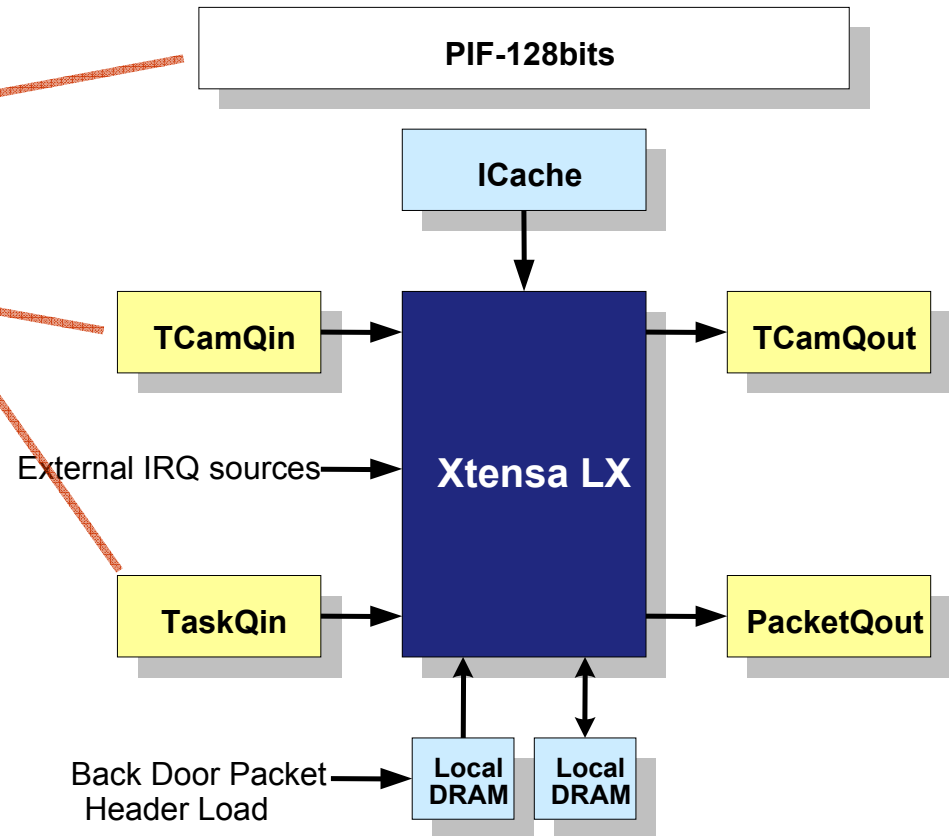 PIF-128bits
ICache
TCamQin
TCamQout
External IRQ sources
Xtensa LX
TaskQin
PacketQout
Back Door Packet
Header Load
Local
DRAM
Local
DRAM